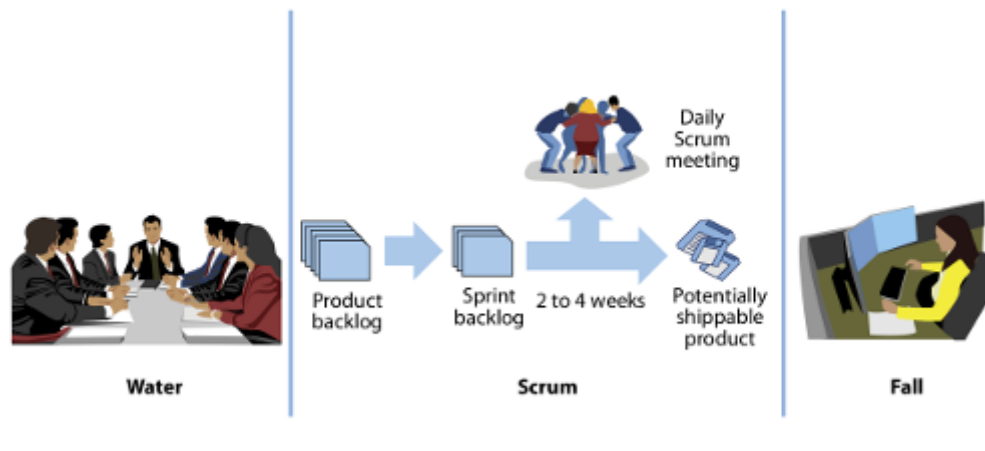 Daily
Scrum
meeting
Product
backlog
Sprint
backlog
2 to 4 weeks
Potentially
shippable
product
Water
Scrum
Fall